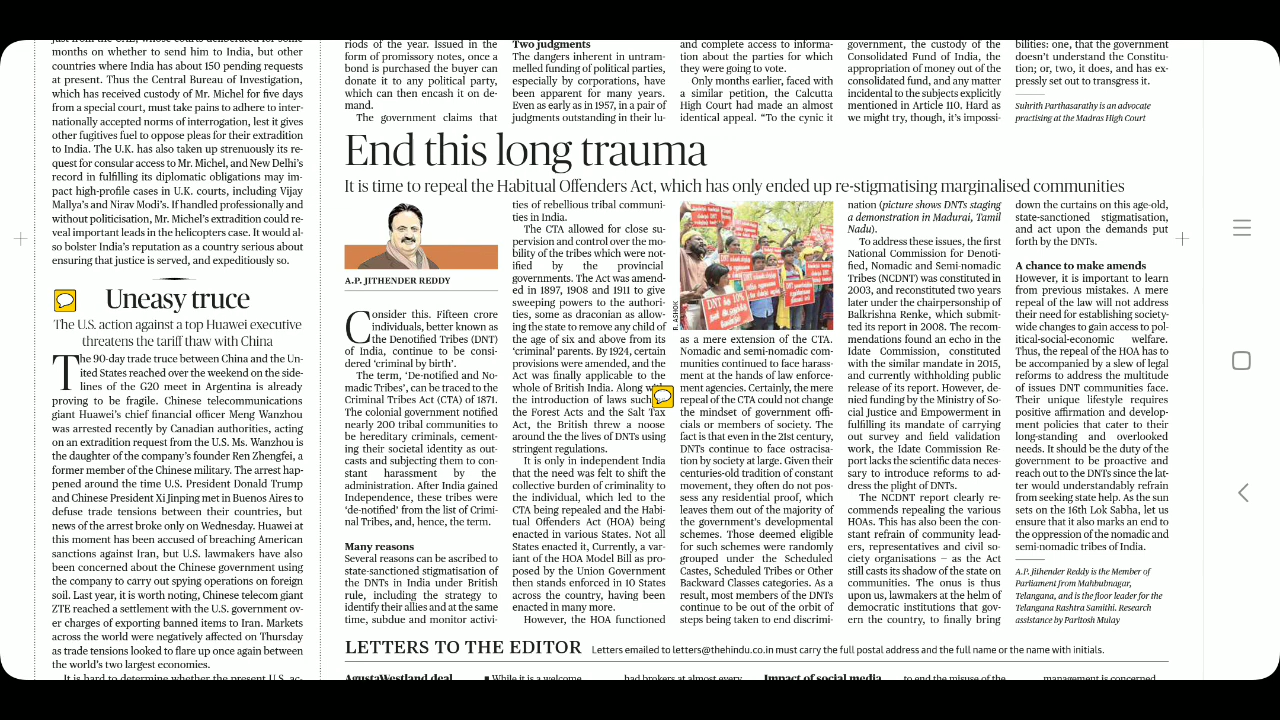 just from the UAE, whose courts deliberated for some
months on whether to send him to India, but other
countries where India has about 150 pending requests
at present. Thus the Central Bureau of Investigation,
which has received custody of Mr. Michel for five days
from a special court, must take pains to adhere to inter-
nationally accepted norms of interrogation, lest it gives
other fugitives fuel to oppose pleas for their extradition
to India. The U.K. has also taken up strenuously its re-
quest for consular access to Mr. Michel, and New Delhi's
record in fulfilling its diplomatic obligations may im-
pact high-profile cases in U.K. courts, including Vijay
Mallya's and Nirav Modi's. If handled professionally and
without politicisation, Mr. Michel's extradition could re-
veal important leads in the helicopters case. It would al-
so bolster India's reputation as a country serious about
ensuring that justice is served, and expeditiously so.
Uneasy truce
The U.S. action against a top Huawei executive
threatens the tariff thaw with China
The 90-day trade truce between China and the Un-
ited States reached over the weekend on the side-
lines of the G20 meet in Argentina is already
proving to be fragile. Chinese telecommunications
giant Huawei's chief financial officer Meng Wanzhou
was arrested recently by Canadian authorities, acting
on an extradition request from the U.S. Ms. Wanzhou is
the daughter of the company's founder Ren Zhengfei, a
former member of the Chinese military. The arrest hap-
pened around the time U.S. President Donald Trump
and Chinese President Xi Jinping met in Buenos Aires to
defuse trade tensions between their countries, but
news of the arrest broke only on Wednesday. Huawei at
this moment has been accused of breaching American
sanctions against Iran, but U.S. lawmakers have also
been concerned about the Chinese government using
the company to carry out spying operations on foreign
soil. Last year, it is worth noting, Chinese telecom giant
ZTE reached a settlement with the U.S. government ov-
er charges of exporting banned items to Iran. Markets
across the world were negatively affected on Thursday
as trade tensions looked to flare up once again between
the world's two largest economies.
It is hard to determine whether the present U.S. ac-
riods of the year. Issued in the
form of promissory notes, once a
bond is purchased the buyer can
donate it to any political party,
which can then encash it on de-
mand.
The government claims that
Two judgments
The dangers inherent in untram-
melled funding of political parties,
especially by corporations, have
been apparent for many years.
Even as early as in 1957, in a pair of
judgments outstanding in their lu-
and complete access to informa-
tion about the parties for which
they are going to vote.
Only months earlier, faced with
a similar petition, the Calcutta
High Court had made an almost
identical appeal. "To the cynic it
government, the custody of the
Consolidated Fund of India, the
appropriation of money out of the
consolidated fund, and any matter
incidental to the subjects explicitly
mentioned in Article 110. Hard as
we might try, though, it's impossi-
bilities: one, that the government
doesn't understand the Constitu-
tion; or, two, it does, and has ex-
pressly set out to transgress it.
Suhrith Parthasarathy is an advocate
practising at the Madras High Court
End this long trauma
It is time to repeal the Habitual Offenders Act, which has only ended up re-stigmatising marginalised communities
A.P. JITHENDER REDDY
Consider this. Fifteen crore
individuals, better known as
the Denotified Tribes (DNT)
of India, continue to be consi-
dered 'criminal by birth'.
The term, 'De-notified and No-
madic Tribes', can be traced to the
Criminal Tribes Act (CTA) of 1871.
The colonial government notified
nearly 200 tribal communities to
be hereditary criminals, cement-
ing their societal identity as out-
casts and subjecting them to con-
stant harassment by the
administration. After India gained
Independence, these tribes were
'de-notified' from the list of Crimi-
nal Tribes, and, hence, the term.
Many reasons
Several reasons can be ascribed to
state-sanctioned stigmatisation of
the DNTs in India under British
rule, including the strategy to
identify their allies and at the same
time, subdue and monitor activi-
ties of rebellious tribal communi-
ties in India.
The CTA allowed for close su-
pervision and control over the mo-
bility of the tribes which were not-
ified by the provincial
governments. The Act was amend-
ed in 1897, 1908 and 1911 to give
sweeping powers to the authori-
ties, some as draconian as allow-
ing the state to remove any child of
the age of six and above from its
'criminal' parents. By 1924, certain
provisions were amended, and the
Act was finally applicable to the
whole of British India. Along with
the introduction of laws such
the Forest Acts and the Salt Tax
Act, the British threw a noose
around the the lives of DNTs using
stringent regulations.
It is only in independent India
that the need was felt to shift the
collective burden of criminality to
the individual, which led to the
CTA being repealed and the Habi-
tual Offenders Act (HOA) being
enacted in various States. Not all
States enacted it, Currently, a var-
iant of the HOA Model Bill as pro-
posed by the Union Government
then stands enforced in 10 States
across the country, having been
enacted in many more.
However, the HOA functioned
R. ASHOK
as a mere extension of the CTA.
Nomadic and semi-nomadic com-
munities continued to face harass-
ment at the hands of law enforce-
ment agencies. Certainly, the mere
repeal of the CTA could not change
the mindset of government offi-
cials or members of society. The
fact is that even in the 21st century,
DNTs continue to face ostracisa-
tion by society at large. Given their
centuries-old tradition of constant
movement, they often do not pos-
sess any residential proof, which
leaves them out of the majority of
the government's developmental
schemes. Those deemed eligible
for such schemes were randomly
grouped under the Scheduled
Castes, Scheduled Tribes or Other
Backward Classes categories. As a
result, most members of the DNTs
continue to be out of the orbit of
steps being taken to end discrimi-
nation (picture shows DNTs staging
a demonstration in Madurai, Tamil
Nadu).
To address these issues, the first
National Commission for Denoti-
fied, Nomadic and Semi-nomadic
Tribes (NCDNT) was constituted in
2003, and reconstituted two years
later under the chairpersonship of
Balkrishna Renke, which submit-
ted its report in 2008. The recom-
mendations found an echo in the
Idate Commission, constituted
with the similar mandate in 2015,
and currently withholding public
release of its report. However, de-
nied funding by the Ministry of So-
cial Justice and Empowerment in
fulfilling its mandate of carrying
out survey and field validation
work, the Idate Commission Re-
port lacks the scientific data neces-
sary to introduce reforms to ad-
dress the plight of DNTs.
The NCDNT report clearly re-
commends repealing the various
HOAs. This has also been the con-
stant refrain of community lead-
ers, representatives and civil so-
ciety organisations – as the Act
still casts its shadow of the state on
communities. The onus is thus
upon us, lawmakers at the helm of
democratic institutions that gov-
ern the country, to finally bring
down the curtains on this age-old,
state-sanctioned stigmatisation,
and act upon the demands put
forth by the DNTs.
A chance to make amends
However, it is important to learn
from previous mistakes. A mere
repeal of the law will not address
their need for establishing society-
wide changes to gain access to pol-
itical-social-economic welfare.
Thus, the repeal of the HOA has to
be accompanied by a slew of legal
reforms to address the multitude
of issues DNT communities face.
Their unique lifestyle requires
positive affirmation and develop-
ment policies that cater to their
long-standing and overlooked
needs. It should be the duty of the
government to be proactive and
reach out to the DNTs since the lat-
ter would understandably refrain
from seeking state help. As the sun
sets on the 16th Lok Sabha, let us
ensure that it also marks an end to
the oppression of the nomadic and
semi-nomadic tribes of India.
A.P. Jithender Reddy is the Member of
Parliament from Mahbubnagar,
Telangana, and is the floor leader for the
Telangana Rashtra Samithi. Research
assistance by Paritosh Mulay
LETTERS TO THE EDITOR Letters emailed to letters@thehindu.co.in must carry the full postal address and the full name or the name with initials.
AgustaWestland deal
While it is a welcome
had brokers at almost every
Impact of social media
to end the misuse of the
management is concerned